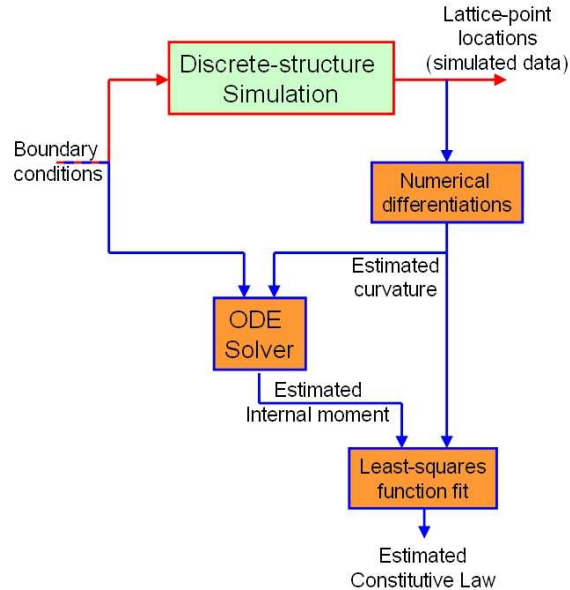 Lattice-point
locations
(simulated data)
Discrete-structure
Simulation
Boundary
conditions
Numerical
differentiations
Estimated
curvature
ODE
Solver
Estimated
Internal moment
Least-squares
function fit
Estimated
Constitutive Law